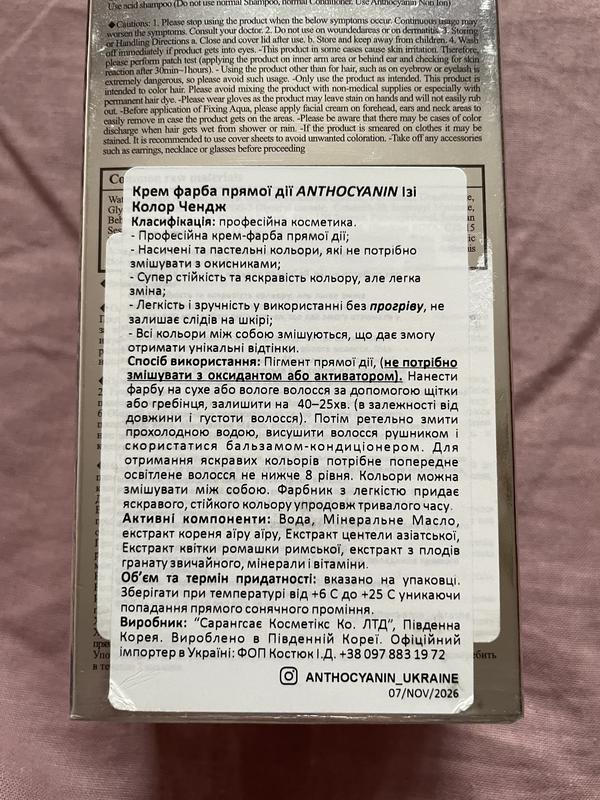 Use acid shampoo (Do not use normal Shampoo, normal Conditioner. Use Anthocyanin Non Ion)
◆Cautions: 1. Please stop using the product when the below symptoms occur. Continuous usage may
worsen the symptoms. Consult your doctor. 2. Do not use on woundedareas or on dermatitis. 3. Storing
or Handling Directions a. Close and cover lid after use. b. Store and keep away from children. 4. Wash
off immediately if product gets into eyes. -This product in some cases cause skin irritation. Therefore,
please perform patch test (applying the product on inner arm area or behind ear and checking for skin
reaction after 30min~1hours). - Using the product other than for hair, such as on eyebrow or eyelash is
extremely dangerous, so please avoid such usage. -Only use the product as intended. This product is
intended to color hair. Please avoid mixing the product with non-medical supplies or especially with
permanent hair dye. -Please wear gloves as the product may leave stain on hands and will not easily rub
out. -Before application of Fixing Aqua, please apply facial cream on forehead, ears and neck areas to
easily remove in case the product gets on the areas. -Please be aware that there may be cases of color
discharge when hair gets wet from shower or rain. -If the product is smeared on clothes it may be
stained. It is recommended to use cover sheets to avoid unwanted coloration. -Take off any accessories
such as earrings, necklace or glasses before proceeding
Common raw materials
Крем фарба прямої дії ANTHOCYANIN Ізі
Колор Чендж
Класифікація: професійна косметика.
- Професійна крем-фарба прямої дії;
- Насичені та пастельні кольори, які не потрібно
змішувати з окисниками;
- Супер стійкість та яскравість кольору, але легка
зміна;
- Легкість і зручність у використанні без прогріву, не
залишає слідів на шкірі;
- Всі кольори між собою змішуються, що дає змогу
отримати унікальні відтінки.
Спосіб використання: Пігмент прямої дії, (не потрібно
змішувати з оксидантом або активатором). Нанести
фарбу на сухе або вологе волосся за допомогою щітки
або гребінця, залишити на 40–25хв. (в залежності від
довжини і густоти волосся). Потім ретельно змити
прохолодною водою, висушити волосся рушником і
скористатися бальзамом-кондиціонером. Для
отримання яскравих кольорів потрібне попереднє
освітлене волосся не нижче 8 рівня. Кольори можна
змішувати між собою. Фарбник з легкістю придає
яскравого, стійкого кольору упродовж тривалого часу.
Активні компоненти: Вода, Мінеральне Масло,
екстракт кореня аїру аїру, Екстракт центели азіатської,
Екстракт квітки ромашки римської, екстракт з плодів
гранату звичайного, мінерали і вітаміни.
Об’єм та термін придатності: вказано на упаковці.
Зберігати при температурі від +6 С до +25 С уникаючи
попадання прямого сонячного проміння.
Виробник: “Сарангсае Косметікс Ко. ЛТД”, Південна
Корея. Вироблено в Південній Кореї. Офіційний
імпортер в Україні: ФОП Костюк І.Д. +38 097 883 19 72
ANTHOCYANIN_UKRAINE
07/NOV/2026